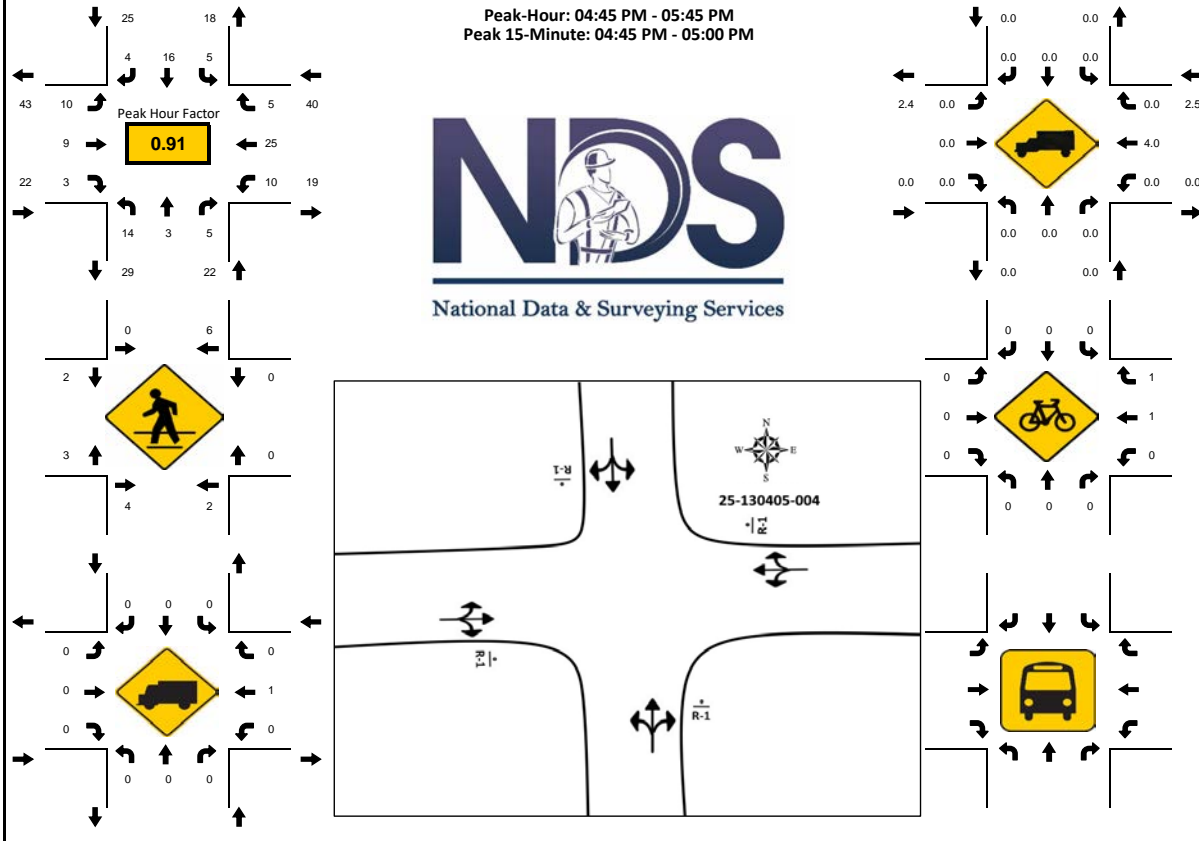 Peak-Hour: 04:45 PM - 05:45 PM
Peak 15-Minute: 04:45 PM - 05:00 PM
25 18
4 16 5
43 10 5 40
Peak Hour Factor
9 0.91 25
22 3 10 19
14 3 5
29 22
0.0 0.0
0.0 0.0 0.0
2.4 0.0 0.0 2.5
0.0 4.0
0.0 0.0 0.0 0.0
0.0 0.0 0.0
0.0 0.0
NDS
National Data & Surveying Services
0 6
2 0
3 0
4 2
0 0 0
0 1
0 1
0 0
0 0 0
N
W E
S
25-130405-004
R-1
R-1
R-1
R-1
0 0 0
0 0
0 1
0 0
0 0 0